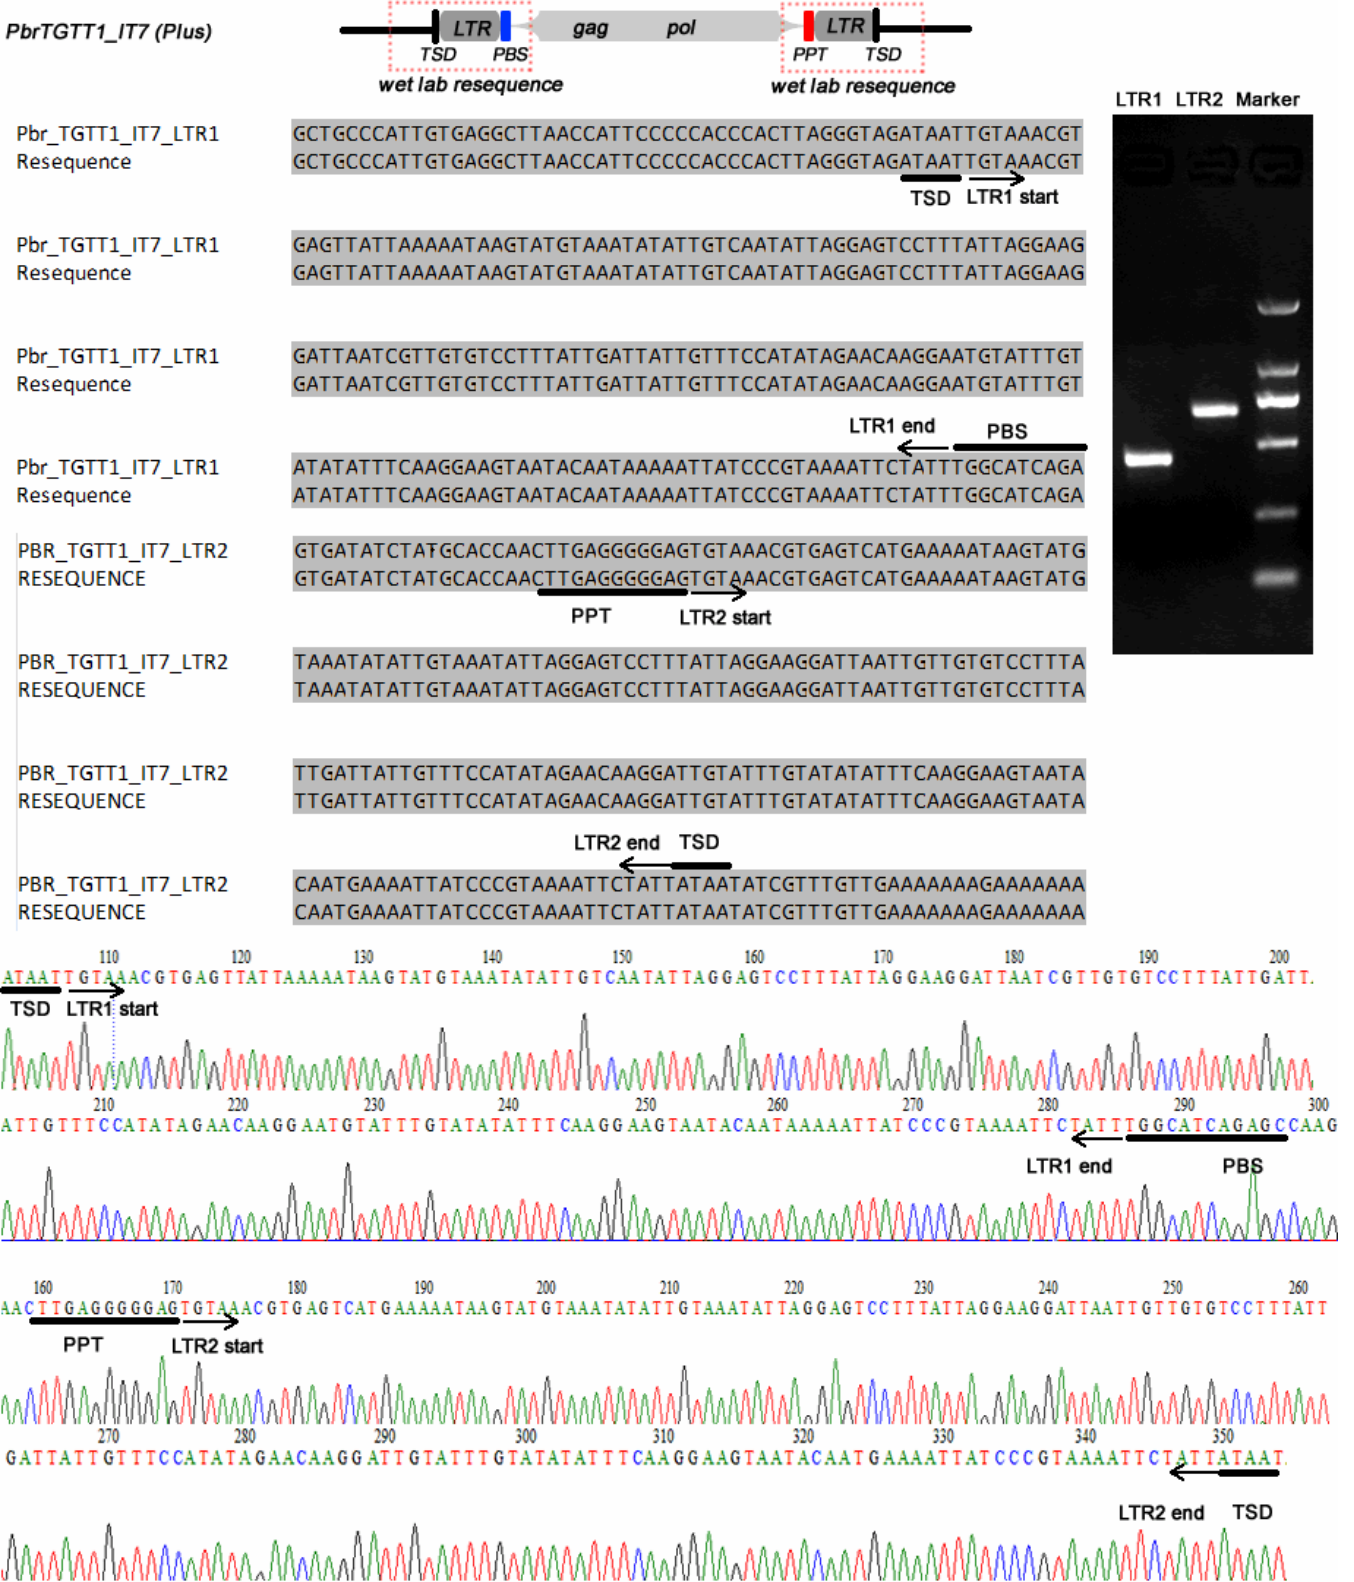 PbrTGTT1_IT7 (Plus)
LTR
gag
pol
LTR
TSD
PBS
PPT
TSD
wet lab resequence
wet lab resequence
LTR1 LTR2 Marker
Pbr_TGTT1_IT7_LTR1 GCTGCCCATTGTGAGGCTTAACCATTCCCCCACCCACTTAGGGTAGATAATTGTAAACGT
Resequence GCTGCCCATTGTGAGGCTTAACCATTCCCCCACCCACTTAGGGTAGATAATTGTAAACGT
TSD LTR1 start
Pbr_TGTT1_IT7_LTR1 GAGTTATTAAAAATAAGTATGTAAATATATTGTCAATATTAGGAGTCCTTTATTAGGAAG
Resequence GAGTTATTAAAAATAAGTATGTAAATATATTGTCAATATTAGGAGTCCTTTATTAGGAAG
Pbr_TGTT1_IT7_LTR1 GATTAATCGTTGTGTCCTTTATTGATTATTGTTTCCATATAGAACAAGGAATGTATTTGT
Resequence GATTAATCGTTGTGTCCTTTATTGATTATTGTTTCCATATAGAACAAGGAATGTATTTGT
LTR1 end PBS
Pbr_TGTT1_IT7_LTR1 ATATATTTCAAGGAAGTAATACAATAAAAATTATCCCGTAAAATTCTATTTGGCATCAGA
Resequence ATATATTTCAAGGAAGTAATACAATAAAAATTATCCCGTAAAATTCTATTTGGCATCAGA
PBR_TGTT1_IT7_LTR2 GTGATATCTATGCACCAACTTGAGGGGGAGTGTAAACGTGAGTCATGAAAAATAAGTATG
RESEQUENCE GTGATATCTATGCACCAACTTGAGGGGGAGTGTAAACGTGAGTCATGAAAAATAAGTATG
PPT LTR2 start
PBR_TGTT1_IT7_LTR2 TAAATATATTGTAAATATTAGGAGTCCTTTATTAGGAAGGATTAATTGTTGTGTCCTTTA
RESEQUENCE TAAATATATTGTAAATATTAGGAGTCCTTTATTAGGAAGGATTAATTGTTGTGTCCTTTA
PBR_TGTT1_IT7_LTR2 TTGATTATTGTTTCCATATAGAACAAGGATTGTATTTGTATATATTTCAAGGAAGTAATA
RESEQUENCE TTGATTATTGTTTCCATATAGAACAAGGATTGTATTTGTATATATTTCAAGGAAGTAATA
LTR2 end TSD
PBR_TGTT1_IT7_LTR2 CAATGAAAATTATCCCGTAAAATTCTATTATAATATCGTTTGTTGAAAAAAAGAAAAAAA
RESEQUENCE CAATGAAAATTATCCCGTAAAATTCTATTATAATATCGTTTGTTGAAAAAAAGAAAAAAA
110 120 130 140 150 160 170 180 190 200
ATAATTGTAAACGTGAGTTATTAAAAATAAGTATGTAAATATATTGTCAATATTAGGAGTCCTTTATTAGGAAGGATTAATCGTTGTGTCCTTTATTGATT.
TSD LTR1 start
210 220 230 240 250 260 270 280 290 300
ATTGTTTCCATATAGAACAAGGAATGTATTTGTATATATTTCAAGGAAGTAATACAATAAAAATTATCCCGTAAAATTCTATTTGGCATCAGAGCCAAG
LTR1 end PBS
160 170 180 190 200 210 220 230 240 250 260
AACTTGAGGGGGAGTGTAAACGTGAGTCATGAAAAATAAGTATGTAAATATATTGTAAATATTAGGAGTCCTTTATTAGGAAGGATTAATTGTTGTGTCCTTTATT
PPT LTR2 start
270 280 290 300 310 320 330 340 350
GATTATTGTTTCCATATAGAACAAGGATTGTATTTGTATATATTTCAAGGAAGTAATACAATGAAAATTATCCCGTAAAATTCTATTATAAT.
LTR2 end TSD